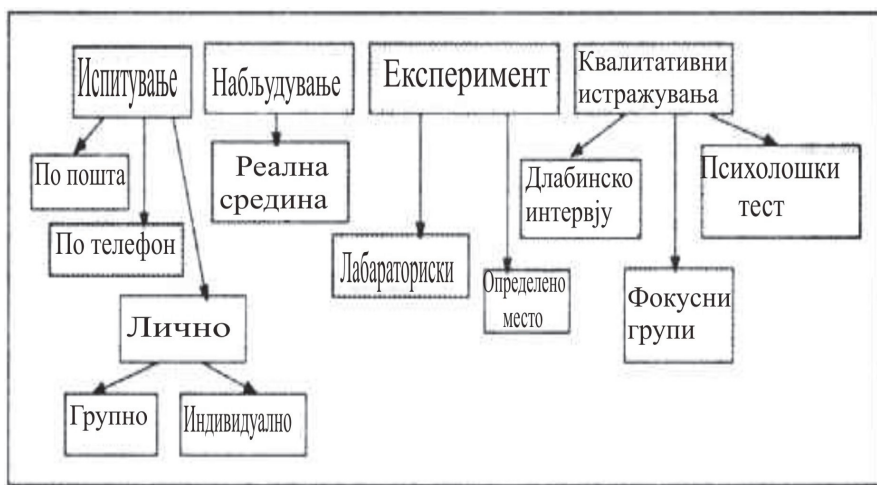 Испитување
Набљудување
Експеримент
Квалитативни
истражувања
По пошта
Реална
средина
Длабинско
интервју
Психолошки
тест
По телефон
Лабараториски
Определено
место
Фокусни
групи
Лично
Групно
Индивидуално